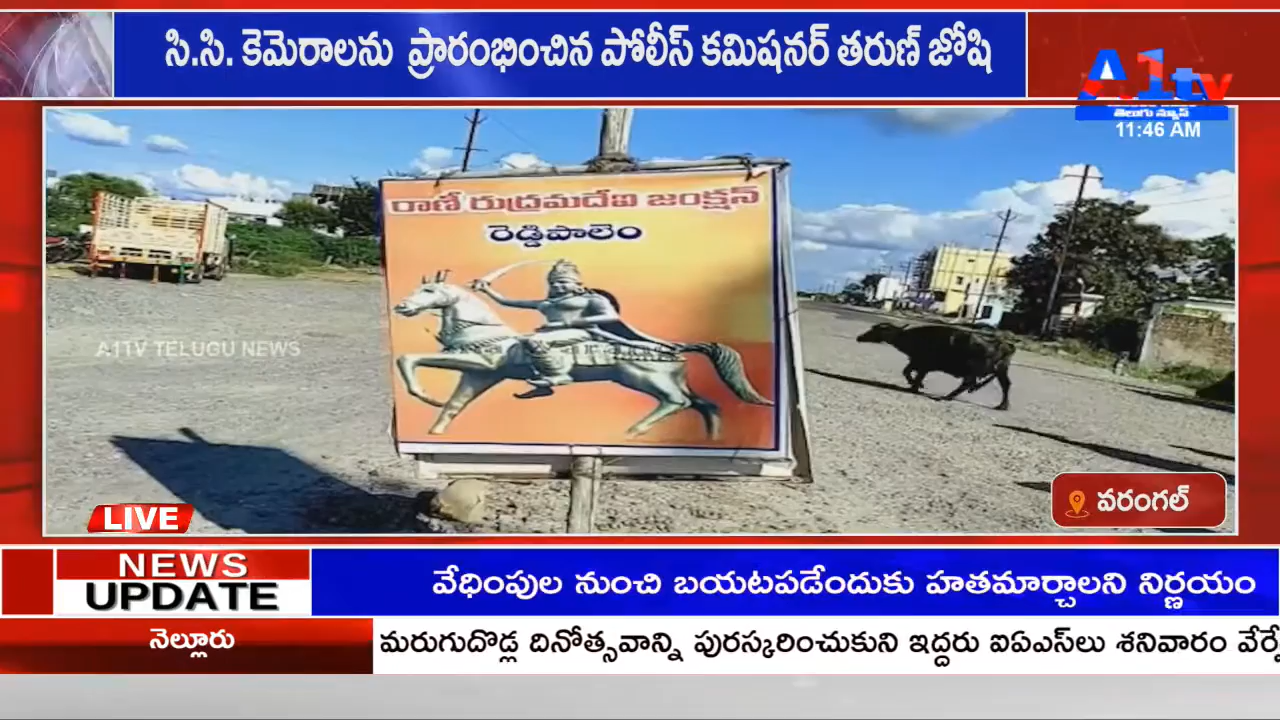 సి.సి. కెమెరాలను ప్రారంభించిన పోలీస్ కమిషనర్ తరుణ్ జోషి
A1tv
తెలుగు న్యూస్
11:46 AM
రాణి రుద్రమదేవి జంక్షన్
రెడ్డిపాలెం
A1TV TELUGU NEWS
LIVE
వరంగల్
NEWS
UPDATE
వేధింపుల నుంచి బయటపడేందుకు హతమార్చాలని నిర్ణయం
నెల్లూరు
మరుగుదొడ్ల దినోత్సవాన్ని పురస్కరించుకుని ఇద్దరు ఐఏఎస్‌లు శనివారం